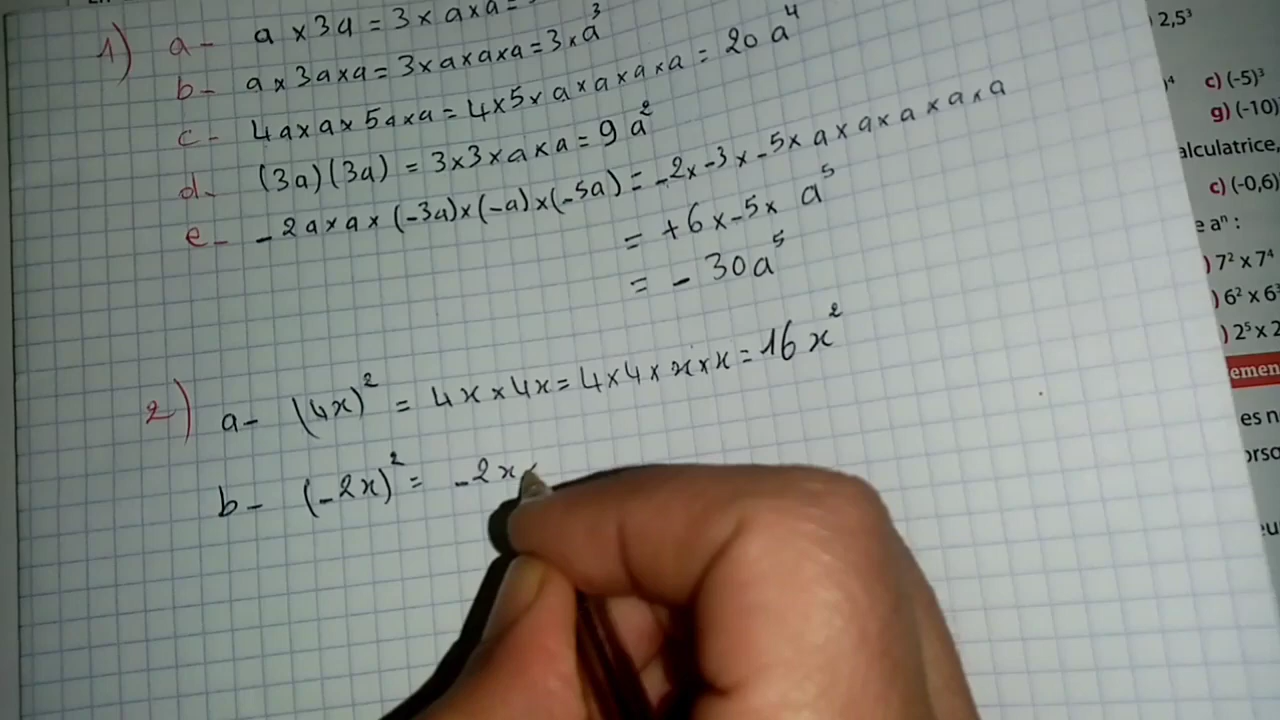 1) a- a × 3a = 3 × a × a =
b- a × 3a × a = 3 × a × a × a = 3 × a³
c- 4a × a × 5a × a = 4 × 5 × a × a × a × a = 20 a⁴
d- (3a)(3a) = 3 × 3 × a × a = 9 a²
e- -2a × a × (-3a) × (-a) × (-5a) = -2 × -3 × -5 × a × a × a × a × a
= +6 × -5 × a⁵
= -30a⁵
2) a- (4x)² = 4x × 4x = 4 × 4 × x × x = 16 x²
b- (-2x)² = -2x
) 2,5³
)⁴ c) (-5)³
g) (-10)
alculatrice,
c) (-0,6)
e aⁿ :
) 7² x 7⁴
) 6² x 6³
) 2⁵ x 2
emen
es n
orso
eu